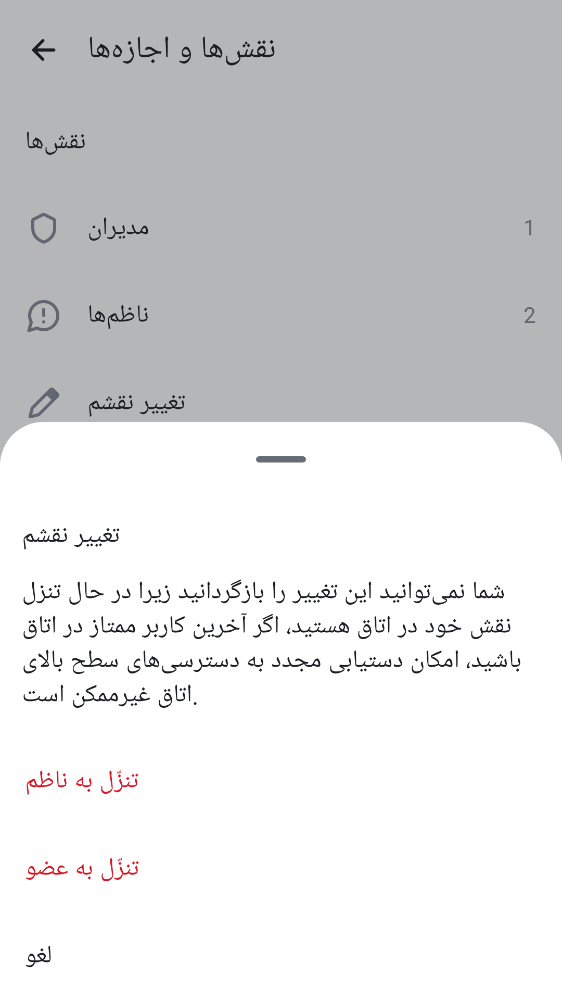 نقش‌ها و اجازه‌ها
نقش‌ها
مدیران
1
ناظم‌ها
2
تغییر نقشم
تغییر نقشم
شما نمی‌توانید این تغییر را بازگردانید زیرا در حال تنزل
نقش خود در اتاق هستید، اگر آخرین کاربر ممتاز در اتاق
باشید، امکان دستیابی مجدد به دسترسی‌های سطح بالای
اتاق غیرممکن است.
تنزّل به ناظم
تنزّل به عضو
لغو